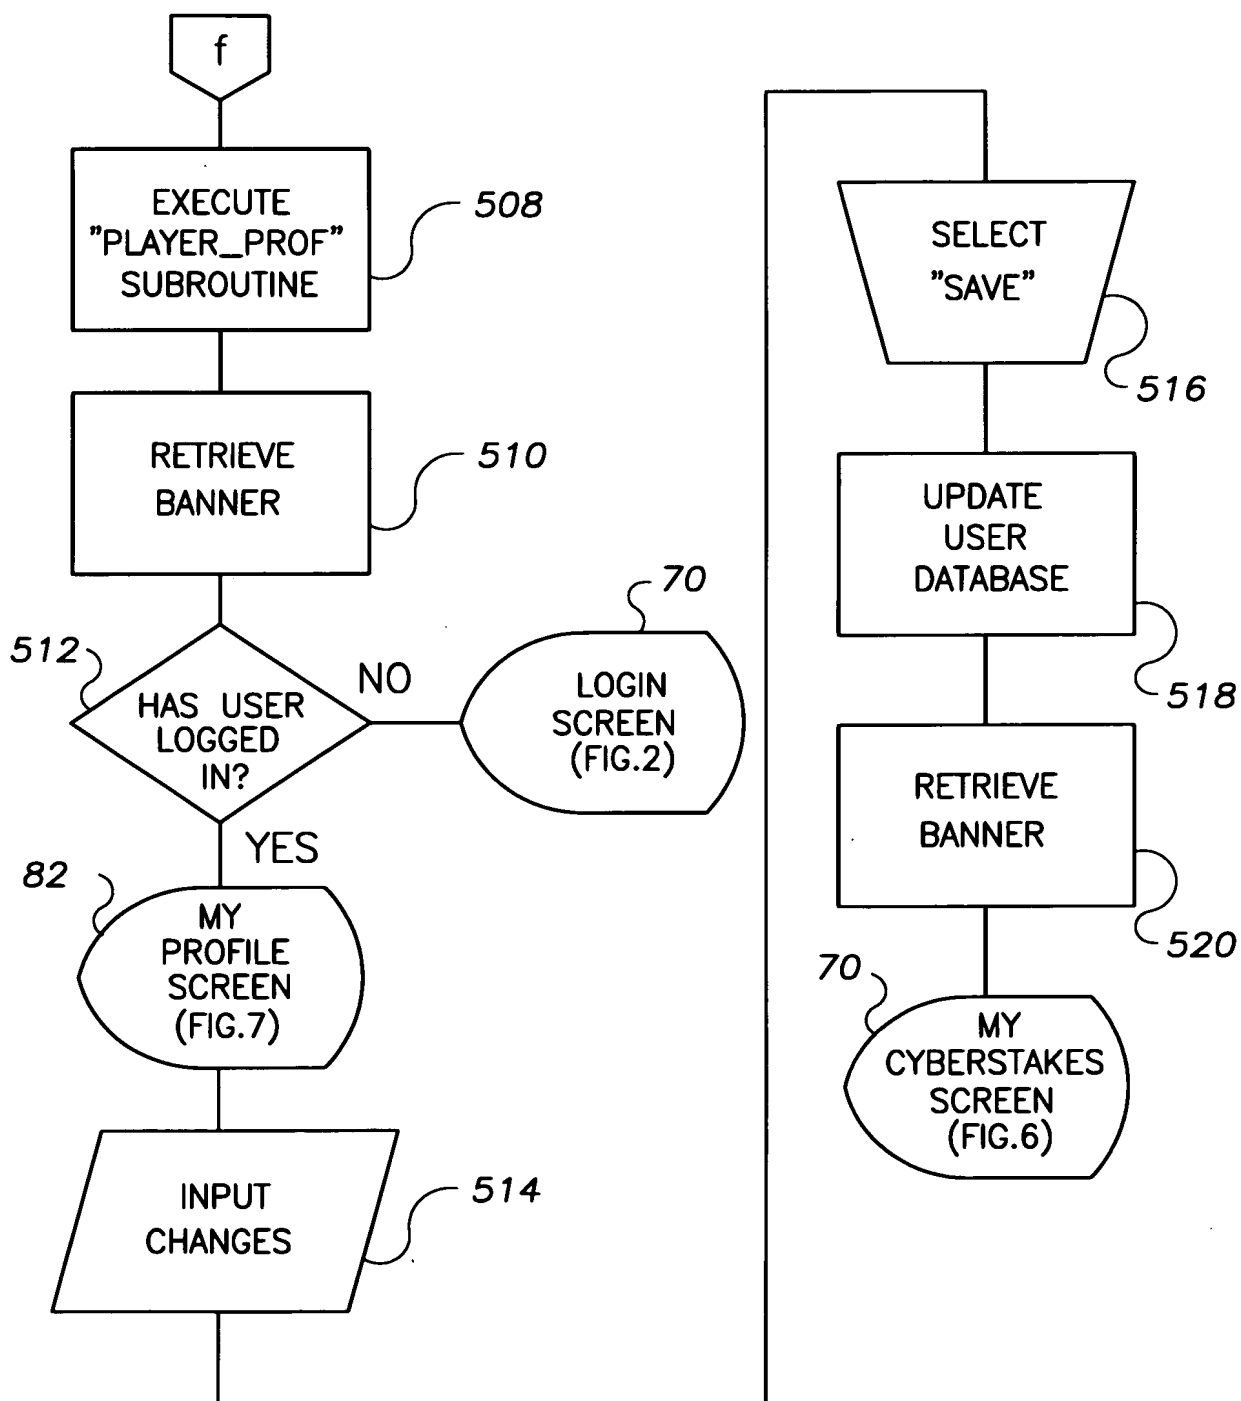 f
EXECUTE
"PLAYER_PROF"
SUBROUTINE
508
RETRIEVE
BANNER
510
512
HAS USER
LOGGED
IN?
NO
70
LOGIN
SCREEN
(FIG.2)
YES
82
MY
PROFILE
SCREEN
(FIG.7)
INPUT
CHANGES
514
SELECT
"SAVE"
516
UPDATE
USER
DATABASE
518
RETRIEVE
BANNER
520
70
MY
CYBERSTAKES
SCREEN
(FIG.6)